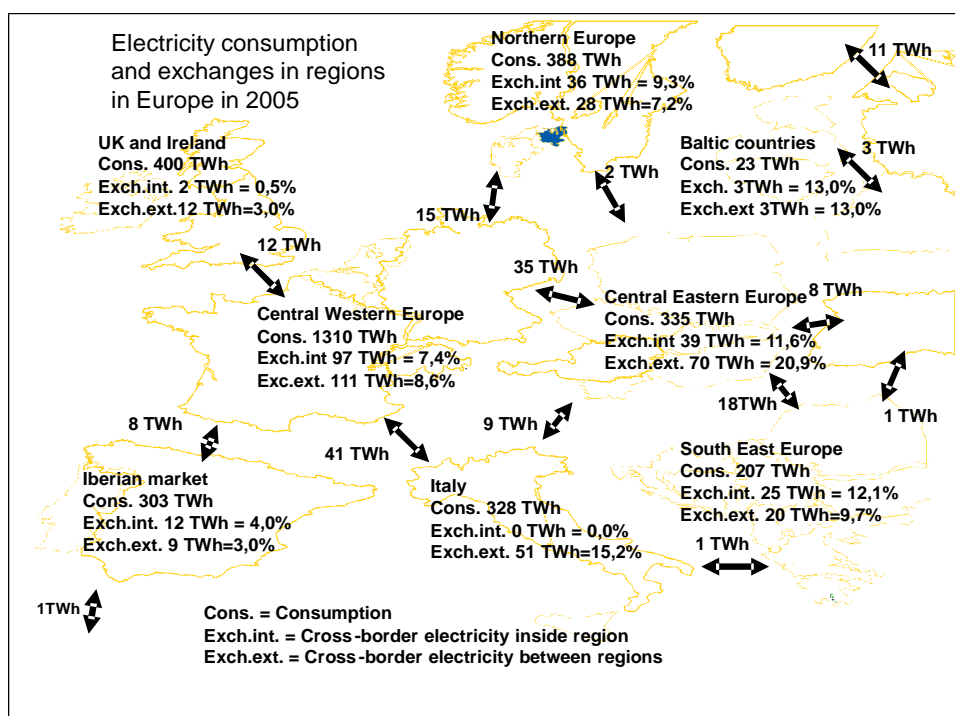 Electricity consumption
and exchanges in regions
in Europe in 2005
Northern Europe
Cons. 388 TWh
Exch.int 36 TWh = 9,3%
Exch.ext. 28 TWh=7,2%
11 TWh
UK and Ireland
Cons. 400 TWh
Exch.int. 2 TWh = 0,5%
Exch.ext.12 TWh=3,0%
Baltic countries
Cons. 23 TWh
Exch. 3TWh = 13,0%
Exch.ext 3TWh = 13,0%
3 TWh
2 TWh
15 TWh
12 TWh
35 TWh
Central Western Europe
Cons. 1310 TWh
Exch.int 97 TWh = 7,4%
Exc.ext. 111 TWh=8,6%
Central Eastern Europe
Cons. 335 TWh
Exch.int 39 TWh = 11,6%
Exch.ext. 70 TWh = 20,9%
8 TWh
18TWh
1 TWh
8 TWh
41 TWh
9 TWh
Iberian market
Cons. 303 TWh
Exch.int. 12 TWh = 4,0%
Exch.ext. 9 TWh=3,0%
Italy
Cons. 328 TWh
Exch.int. 0 TWh = 0,0%
Exch.ext. 51 TWh=15,2%
South East Europe
Cons. 207 TWh
Exch.int. 25 TWh = 12,1%
Exch.ext. 20 TWh=9,7%
1 TWh
1TWh
Cons. = Consumption
Exch.int. = Cross-border electricity inside region
Exch.ext. = Cross-border electricity between regions